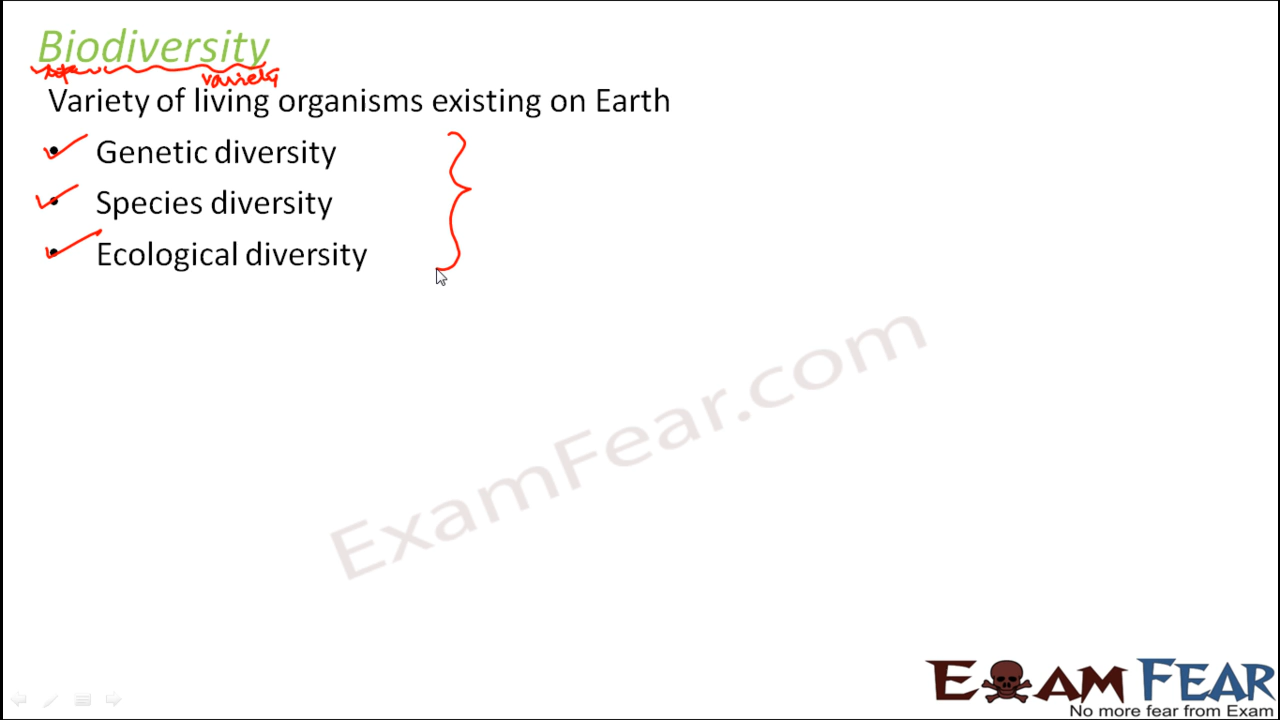 Biodiversity
variety
Variety of living organisms existing on Earth
• Genetic diversity
• Species diversity
• Ecological diversity
ExamFear.com
EXAM FEAR
No more fear from Exam